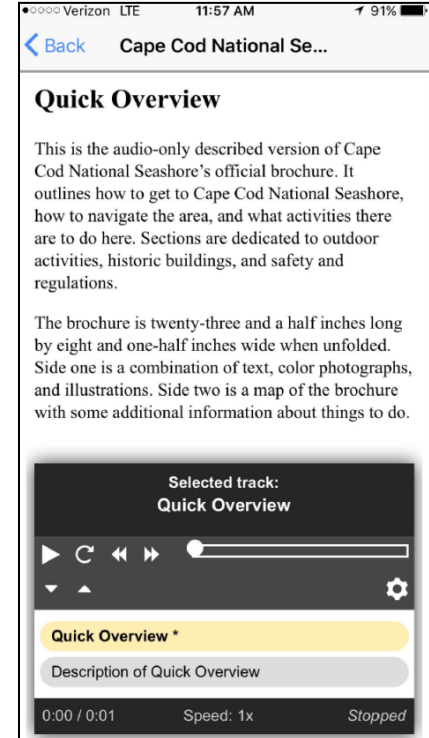 Verizon LTE 11:57 AM 91%
Back Cape Cod National Se...
Quick Overview
This is the audio-only described version of Cape
Cod National Seashore’s official brochure. It
outlines how to get to Cape Cod National Seashore,
how to navigate the area, and what activities there
are to do here. Sections are dedicated to outdoor
activities, historic buildings, and safety and
regulations.
The brochure is twenty-three and a half inches long
by eight and one-half inches wide when unfolded.
Side one is a combination of text, color photographs,
and illustrations. Side two is a map of the brochure
with some additional information about things to do.
Selected track:
Quick Overview
Quick Overview *
Description of Quick Overview
0:00 / 0:01 Speed: 1x Stopped